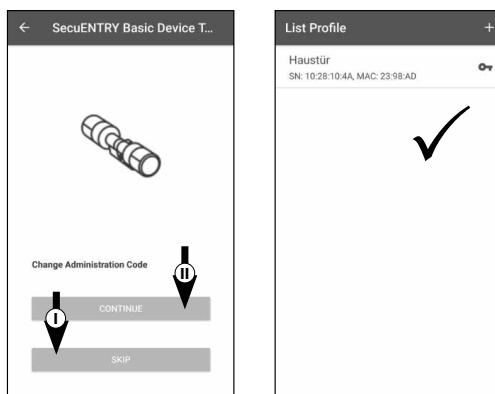 ← SecuENTRY Basic Device T...
Change Administration Code
II
CONTINUE
I
SKIP
List Profile +
Haustür
SN: 10:28:10:4A, MAC: 23:98:AD